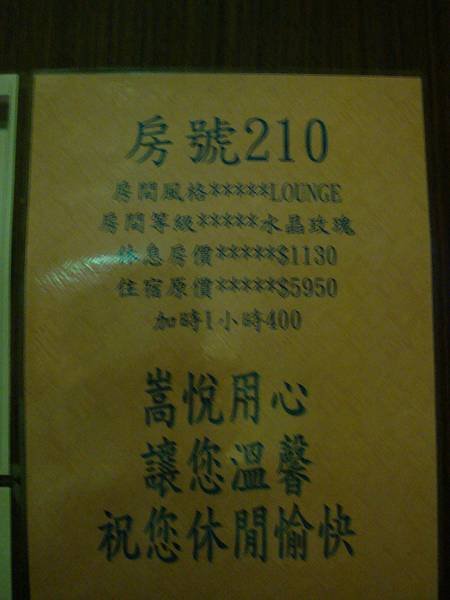 房號210
房間風格*****LOUNGE
房間等級*****水晶玫瑰
休息房價*****$1130
住宿原價*****$5950
加時1小時400
嵩悅用心
讓您溫馨
祝您休閒愉快